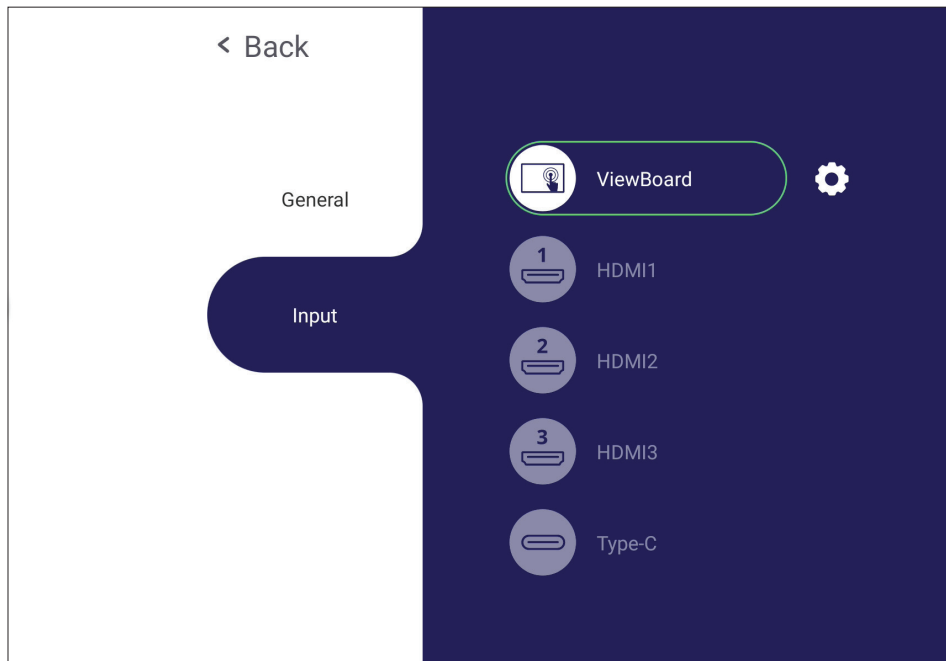 < Back
General
Input
ViewBoard
1
HDMI1
2
HDMI2
3
HDMI3
Type-C